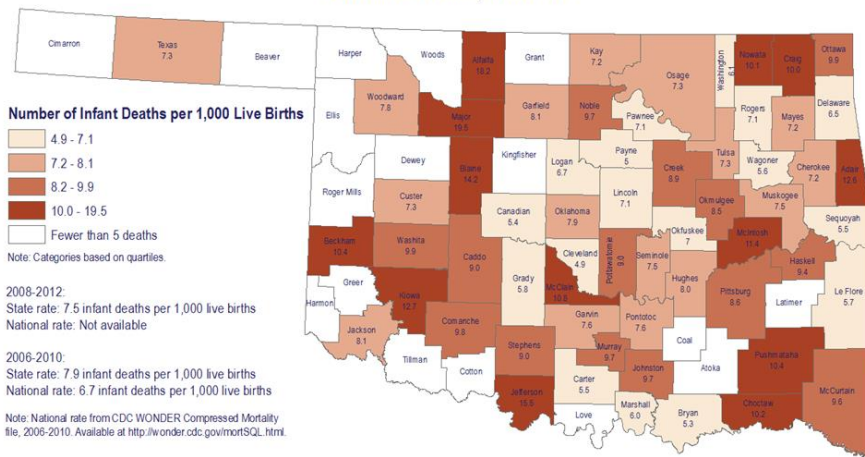 Cimarron
Texas
7.3
Beaver
Harper
Woods
Alfalfa
18.2
Grant
Kay
7.2
Osage
7.3
Washington
6.1
Nowata
10.1
Craig
10.0
Ottawa
9.9
Ellis
Woodward
7.8
Major
19.5
Garfield
8.1
Noble
9.7
Pawnee
7.1
Rogers
7.1
Mayes
7.2
Delaware
6.5
Number of Infant Deaths per 1,000 Live Births
4.9 - 7.1
7.2 - 8.1
8.2 - 9.9
10.0 - 19.5
Fewer than 5 deaths
Note: Categories based on quartiles.
Dewey
Blaine
14.2
Kingfisher
Logan
6.7
Payne
5
Creek
8.9
Tulsa
7.3
Wagoner
5.6
Cherokee
7.2
Adair
12.6
Roger Mills
Custer
7.3
Canadian
5.4
Oklahoma
7.9
Lincoln
7.1
Okmulgee
8.5
Muskogee
7.5
Sequoyah
5.5
Beckham
10.4
Washita
9.9
Caddo
9.0
Grady
5.8
Cleveland
4.9
Pottawatomie
9.0
Seminole
7.5
Okfuskee
7
McIntosh
11.4
Haskell
9.4
Greer
Harmon
Kiowa
12.7
McClain
10.8
Hughes
8.0
Pittsburg
8.6
Latimer
Le Flore
5.7
Jackson
8.1
Comanche
9.8
Garvin
7.6
Pontotoc
7.6
Tillman
Cotton
Stephens
9.0
Murray
9.7
Coal
Atoka
Pushmataha
10.4
Johnston
9.7
Carter
5.5
Jefferson
Love
Marshall
6.0
Bryan
5.3
Choctaw
10.2
McCurtain
9.6
2008-2012:
State rate: 7.5 infant deaths per 1,000 live births
National rate: Not available
2006-2010:
State rate: 7.9 infant deaths per 1,000 live births
National rate: 6.7 infant deaths per 1,000 live births
Note: National rate from CDC WONDER Compressed Mortality
file, 2006-2010. Available at http://wonder.cdc.gov/mortSQL.html.